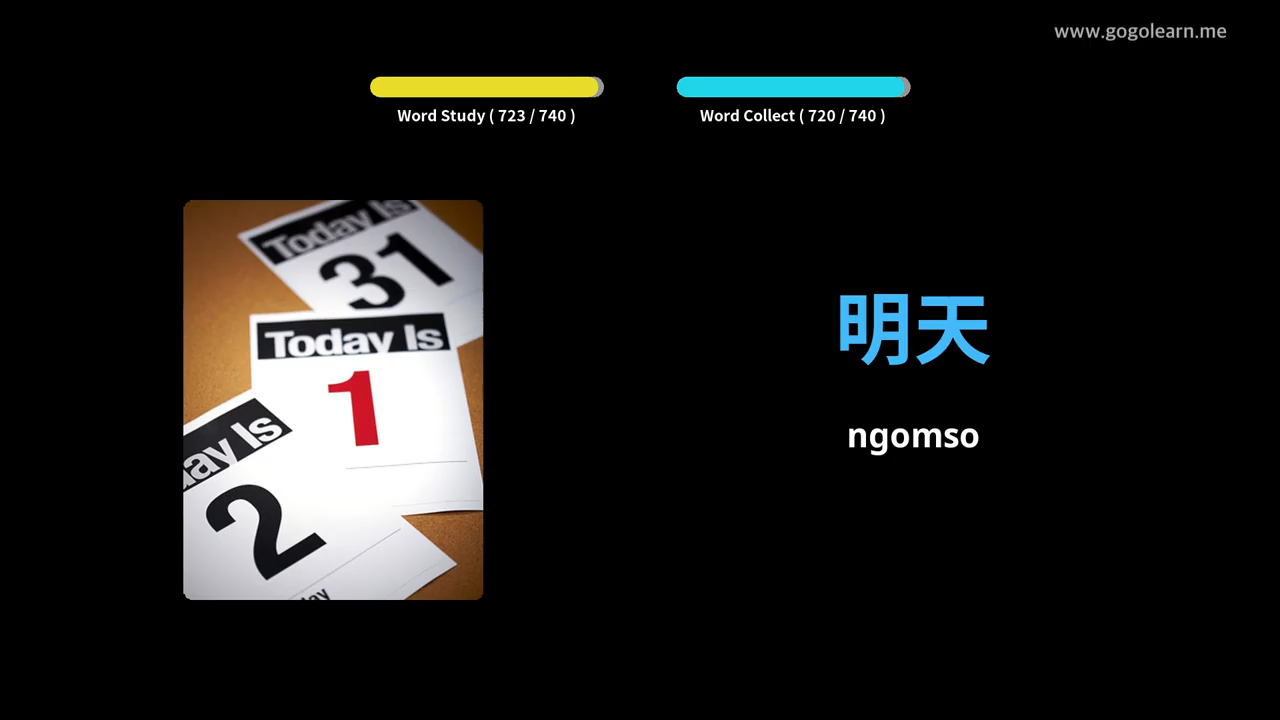 www.gogolearn.me
Word Study ( 723 / 740 )
Word Collect ( 720 / 740 )
Today Is
31
Today Is
1
ay Is
2
明天
ngomso